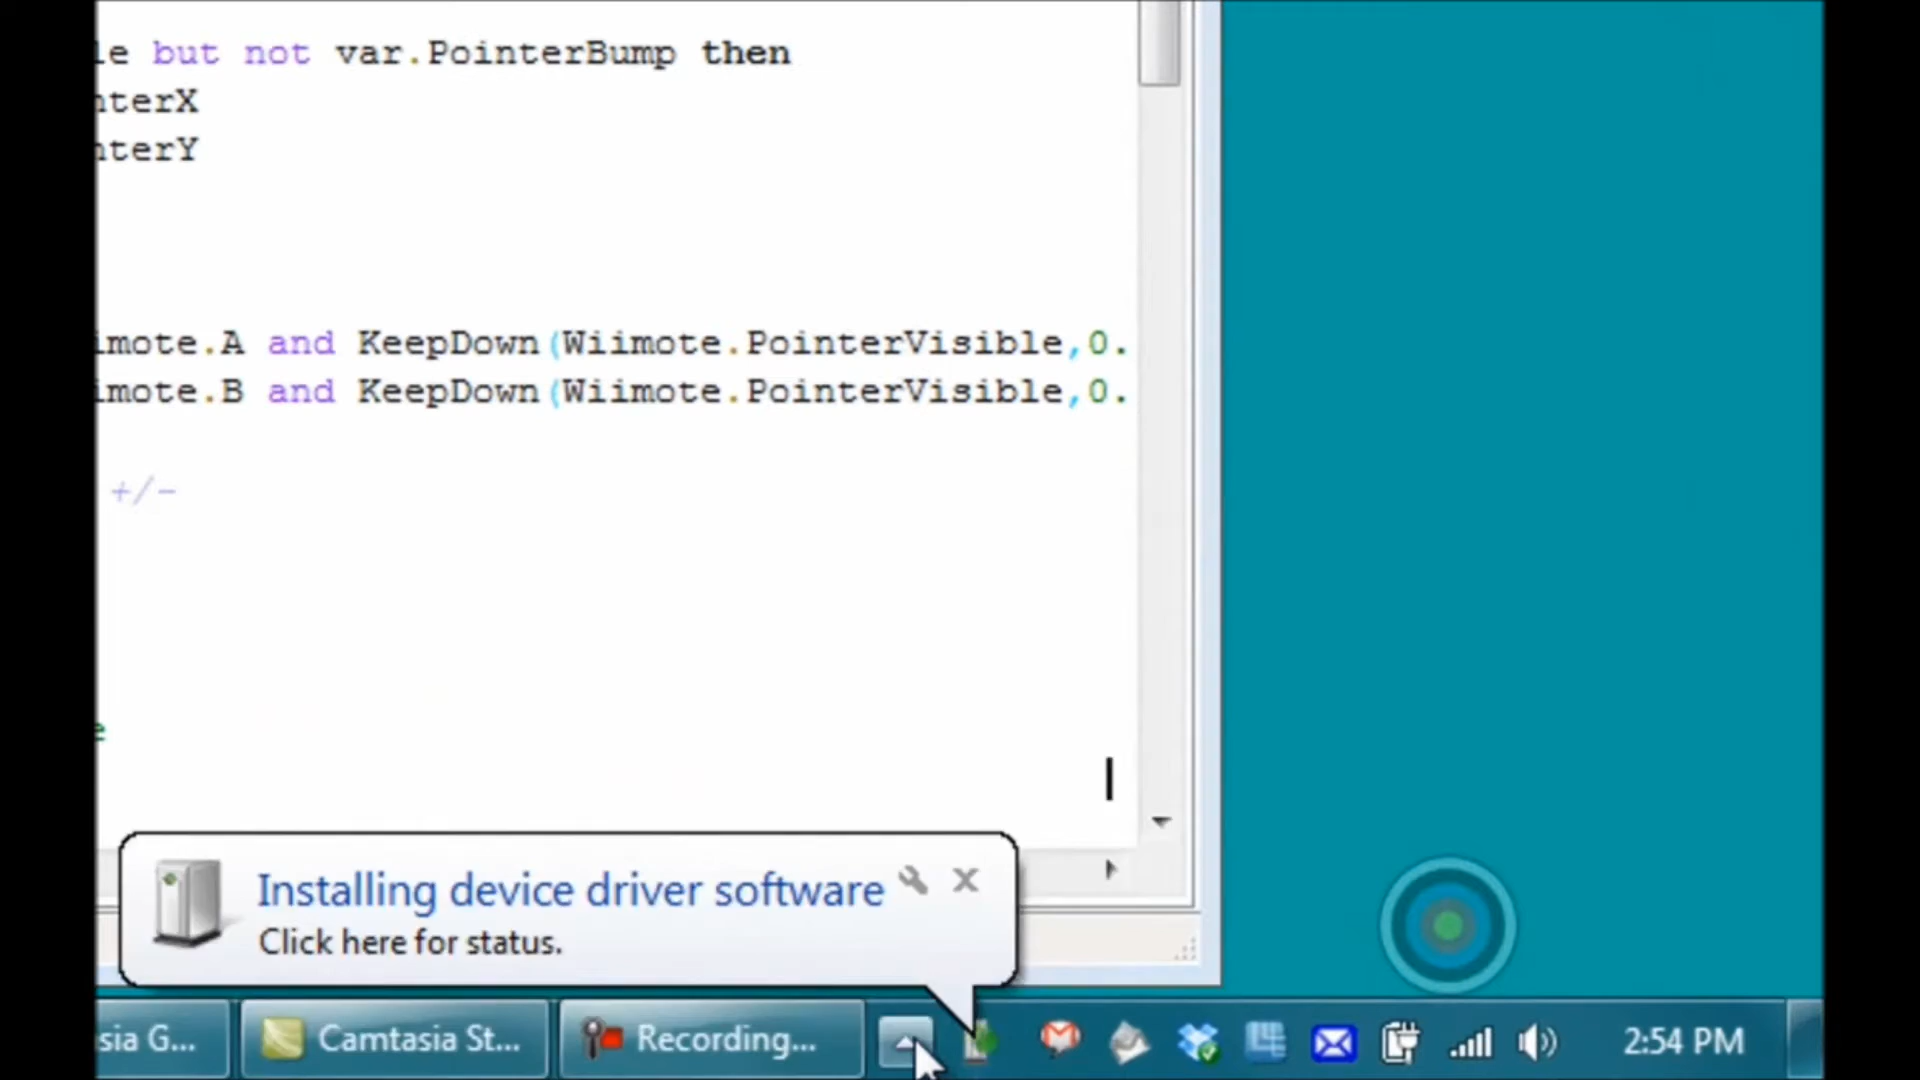 le but not var.PointerBump then
nterX
nterY
imote.A and KeepDown(Wiimote.PointerVisible,0.
imote.B and KeepDown(Wiimote.PointerVisible,0.
+/-
e
Installing device driver software
Click here for status.
sia G...
Camtasia St...
Recording...
2:54 PM